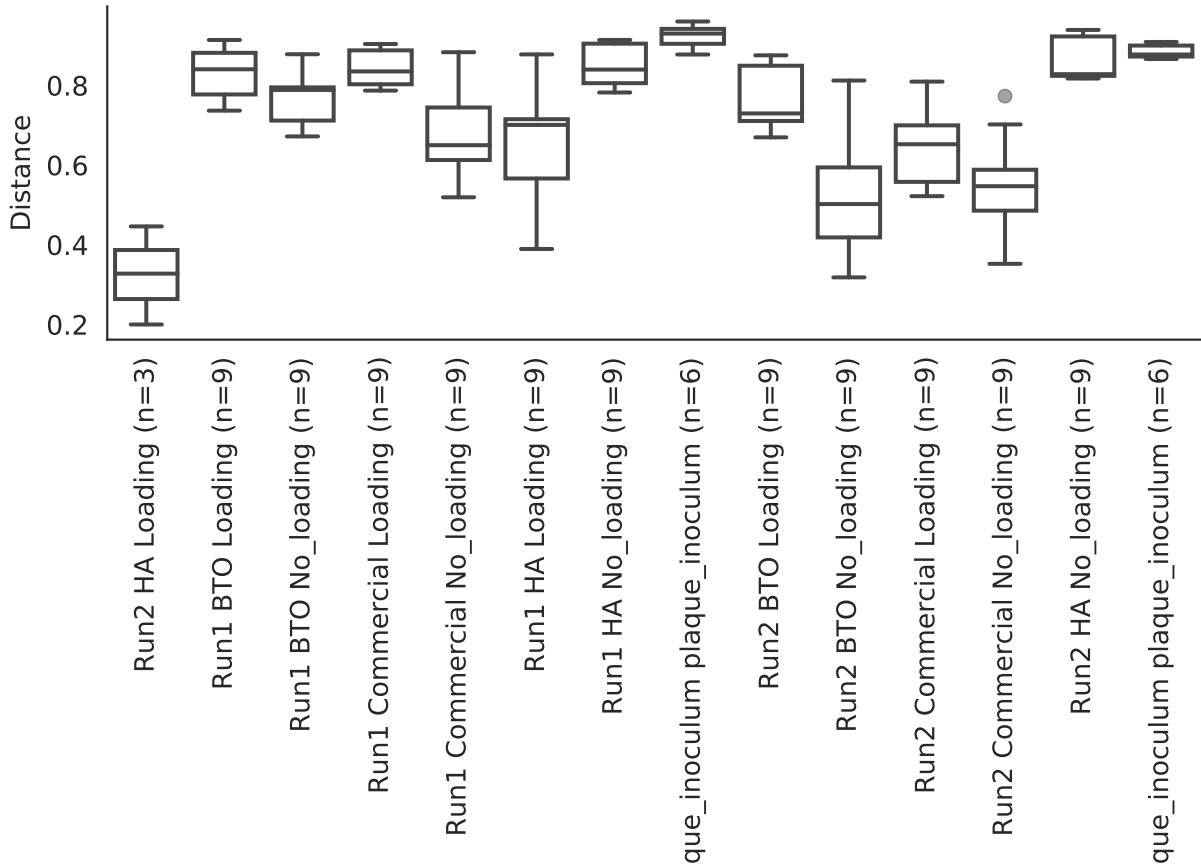 Distance
0.8
0.6
0.4
0.2
Run2 HA Loading (n=3)
Run1 BTO Loading (n=9)
Run1 BTO No_loading (n=9)
Run1 Commercial Loading (n=9)
Run1 Commercial No_loading (n=9)
Run1 HA Loading (n=9)
Run1 HA No_loading (n=9)
que_inoculum plaque_inoculum (n=6)
Run2 BTO Loading (n=9)
Run2 BTO No_loading (n=9)
Run2 Commercial Loading (n=9)
Run2 Commercial No_loading (n=9)
Run2 HA No_loading (n=9)
que_inoculum plaque_inoculum (n=6)